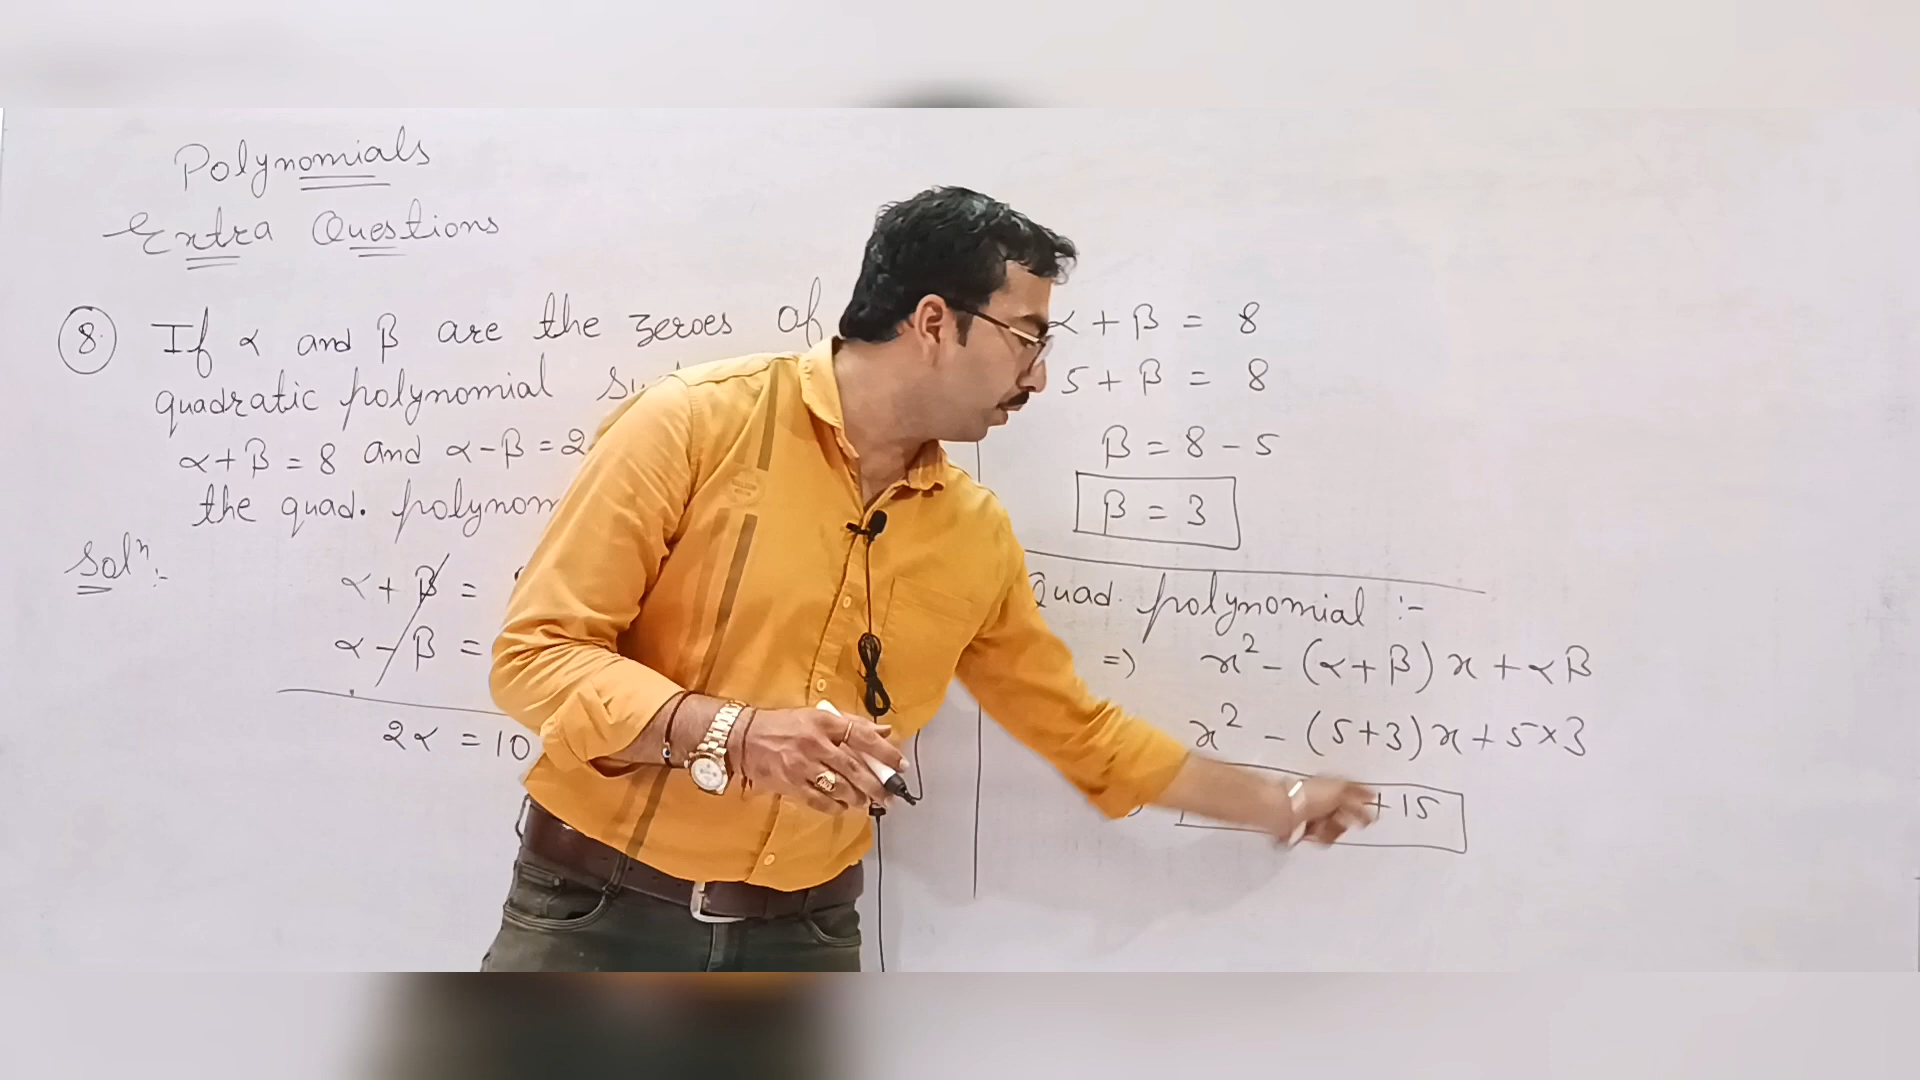 Polynomials
Extra Questions
8 If α and β are the zeroes of
quadratic polynomial
α + β = 8 and α - β = 2
the quad.
Solⁿ :-
α + β =
α - β =
2α = 10
α + β = 8
5 + β = 8
β = 8 - 5
β = 3
Quad. polynomial :-
=) x² - (α + β) x + αβ
x² - (5+3) x + 5×3
+ 15